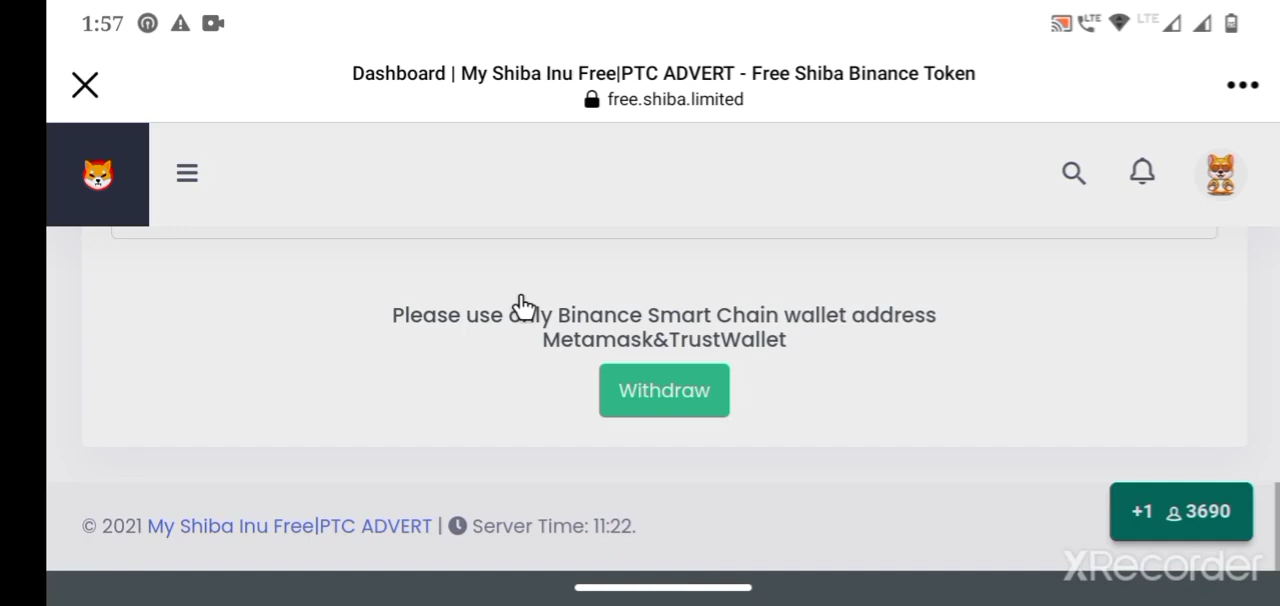 1:57
LTE LTE
Dashboard | My Shiba Inu Free|PTC ADVERT - Free Shiba Binance Token
free.shiba.limited
Please use only Binance Smart Chain wallet address
Metamask&TrustWallet
Withdraw
© 2021 My Shiba Inu Free|PTC ADVERT | Server Time: 11:22.
+1 3690
XRecorder